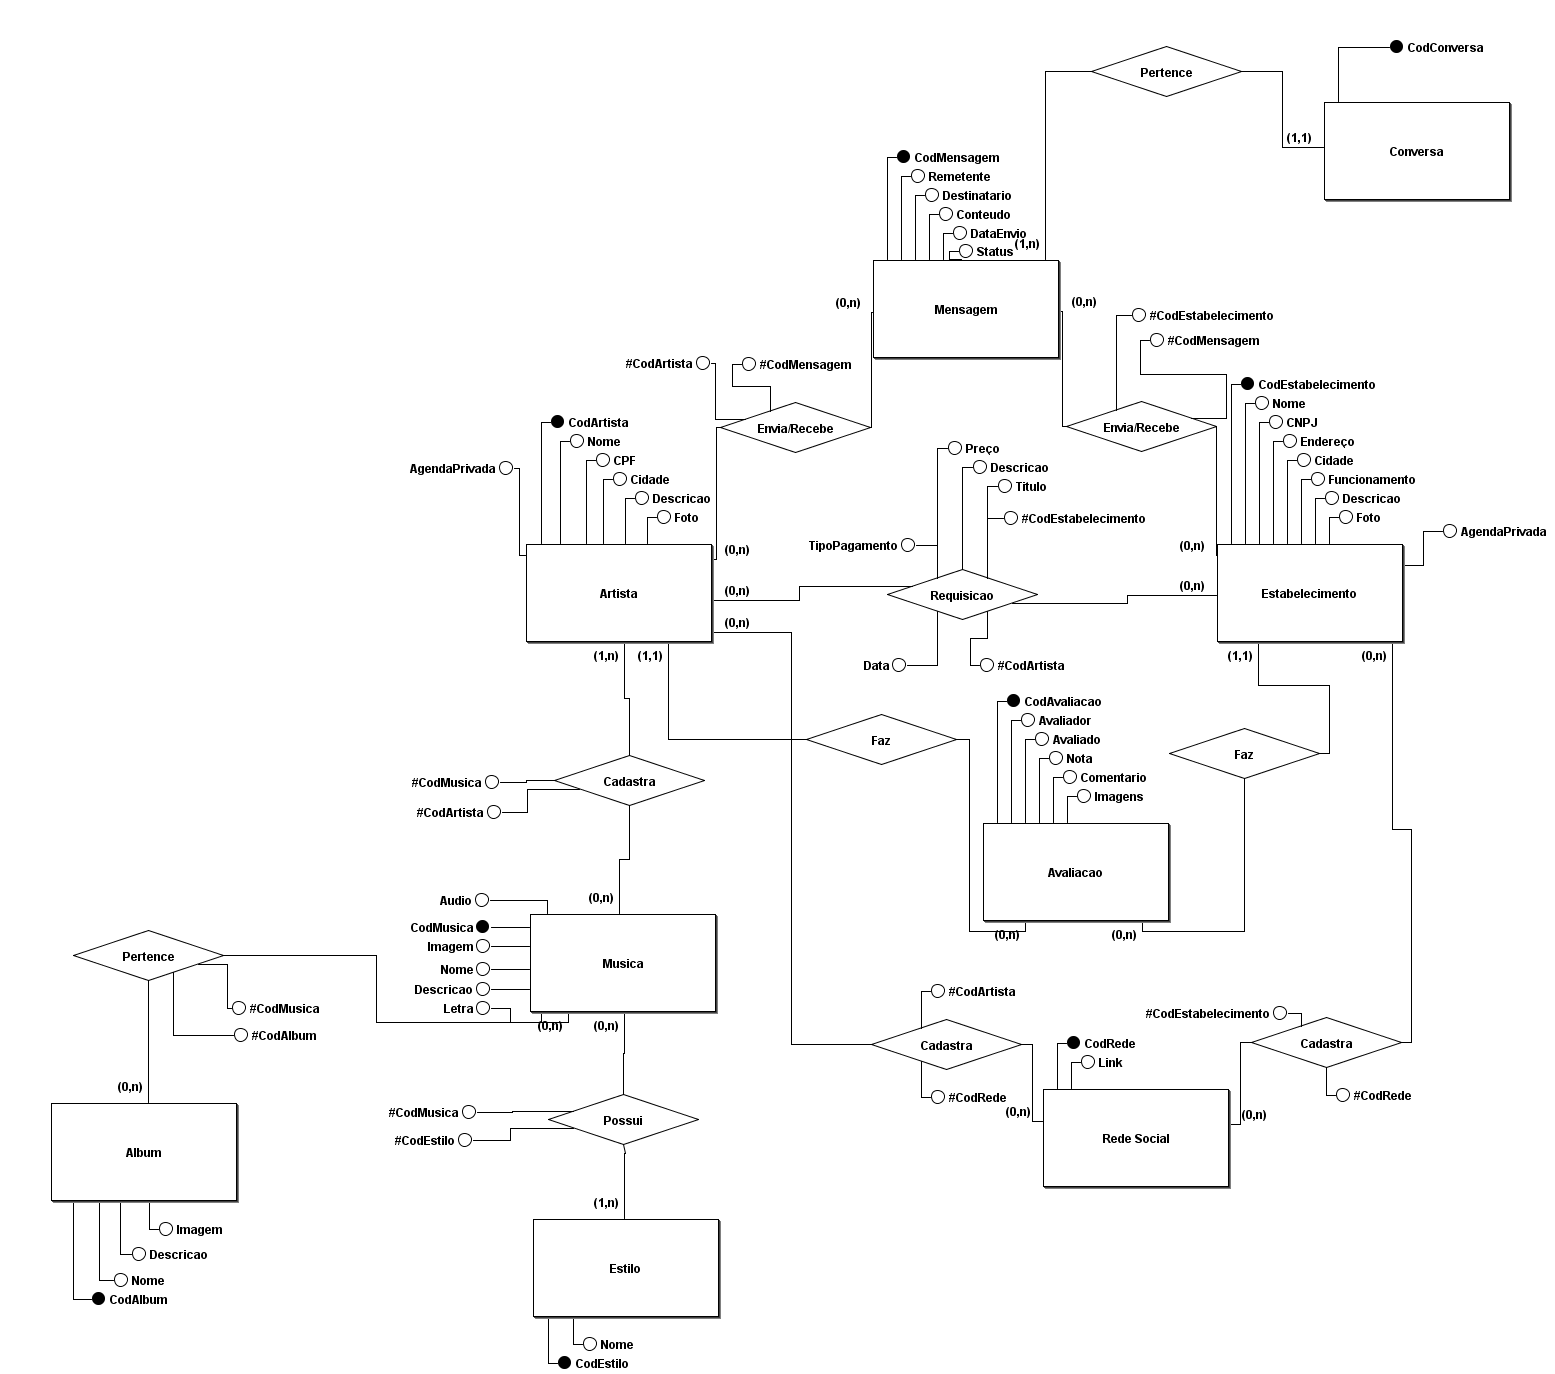 CodConversa
Pertence
(1,1)
Conversa
CodMensagem
Remetente
Destinatario
Conteudo
DataEnvio
Status
(1,n)
(0,n)
Mensagem
(0,n)
#CodEstabelecimento
#CodMensagem
#CodArtista
#CodMensagem
Envia/Recebe
Envia/Recebe
CodEstabelecimento
Nome
CNPJ
Endereço
Cidade
Funcionamento
Descricao
Foto
AgendaPrivada
CodArtista
Nome
CPF
Cidade
Descricao
Foto
AgendaPrivada
Preço
Descricao
Titulo
#CodEstabelecimento
TipoPagamento
(0,n)
(0,n)
Artista
(0,n)
Requisicao
(0,n)
Estabelecimento
(0,n)
(1,n)
(1,1)
Data
#CodArtista
(1,1)
(0,n)
CodAvaliacao
Avaliador
Avaliado
Nota
Comentario
Imagens
Faz
Faz
#CodMusica
Cadastra
#CodArtista
Avaliacao
(0,n)
(0,n)
(0,n)
Audio
CodMusica
Imagem
Nome
Descricao
Letra
Musica
Pertence
#CodMusica
#CodAlbum
(0,n)
(0,n)
#CodArtista
Cadastra
#CodRede
(0,n)
CodRede
Link
#CodEstabelecimento
Cadastra
#CodRede
(0,n)
Rede Social
(0,n)
Album
#CodMusica
#CodEstilo
Possui
(1,n)
Imagem
Descricao
Nome
CodAlbum
Estilo
Nome
CodEstilo